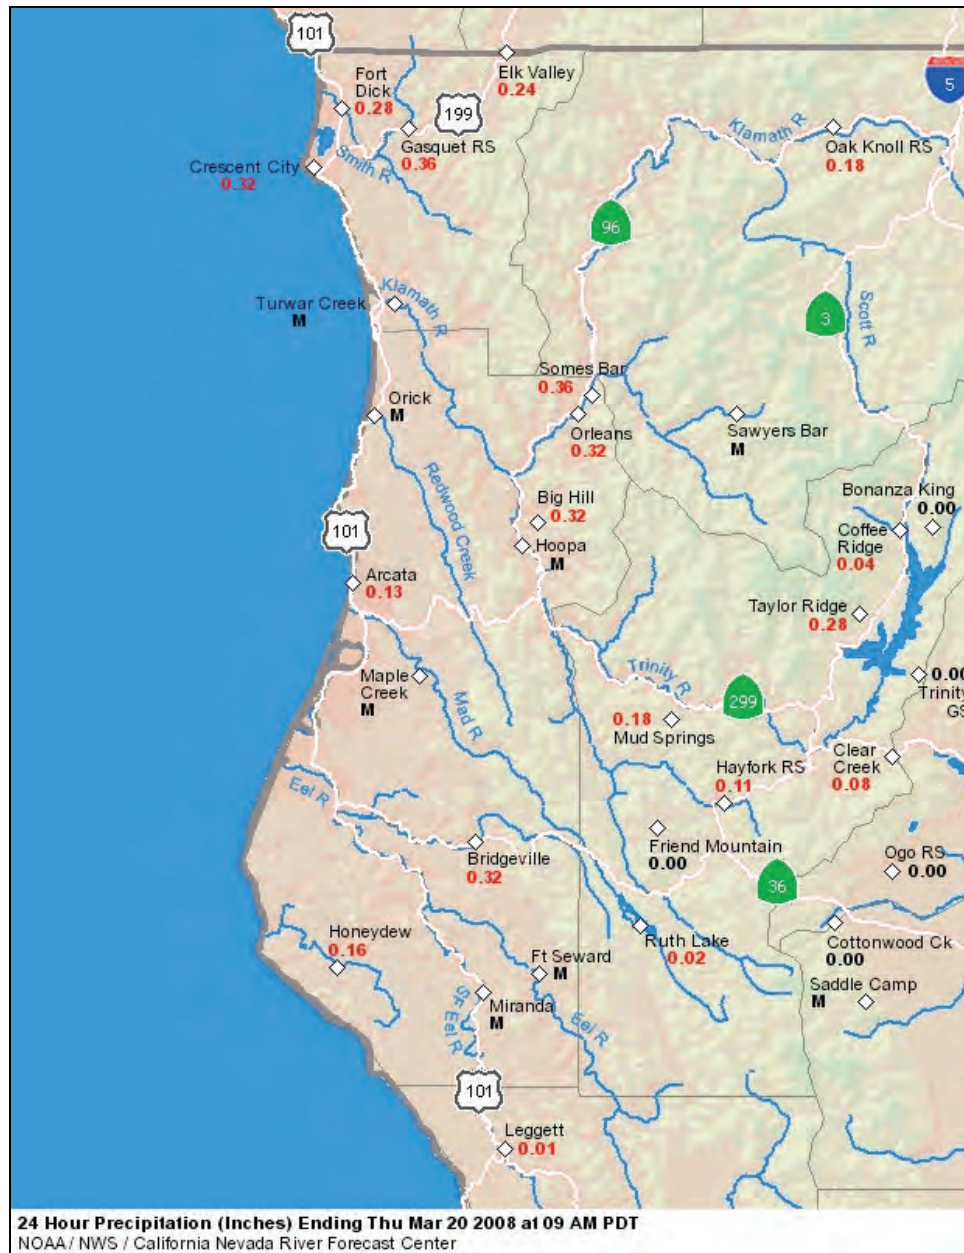 101
Fort
Dick
0.28
Elk Valley
0.24
5
199
Gasquet RS
0.36
Klamath R
Oak Knoll RS
0.18
Crescent City
0.32
Smith R
96
Turwar Creek
M
Klamath R
3
Scott R
Somes Bar
0.36
Orick
M
Orleans
0.32
Sawyers Bar
M
Redwood Creek
Big Hill
0.32
Bonanza King
0.00
101
Hoopa
M
Coffee
Ridge
0.04
Arcata
0.13
Taylor Ridge
0.28
Maple
Creek
M
Mad R
Trinity R
299
0.00
Trinity
GS
0.18
Mud Springs
Clear
Creek
0.08
Eel R
Hayfork RS
0.11
Bridgeville
0.32
Friend Mountain
0.00
Ogo RS
0.00
36
Honeydew
0.16
Ruth Lake
0.02
Cottonwood Ck
0.00
Ft Seward
M
Saddle Camp
M
Miranda
M
SF Eel R
Eel R
101
Leggett
0.01
24 Hour Precipitation (Inches) Ending Thu Mar 20 2008 at 09 AM PDT
NOAA / NWS / California Nevada River Forecast Center